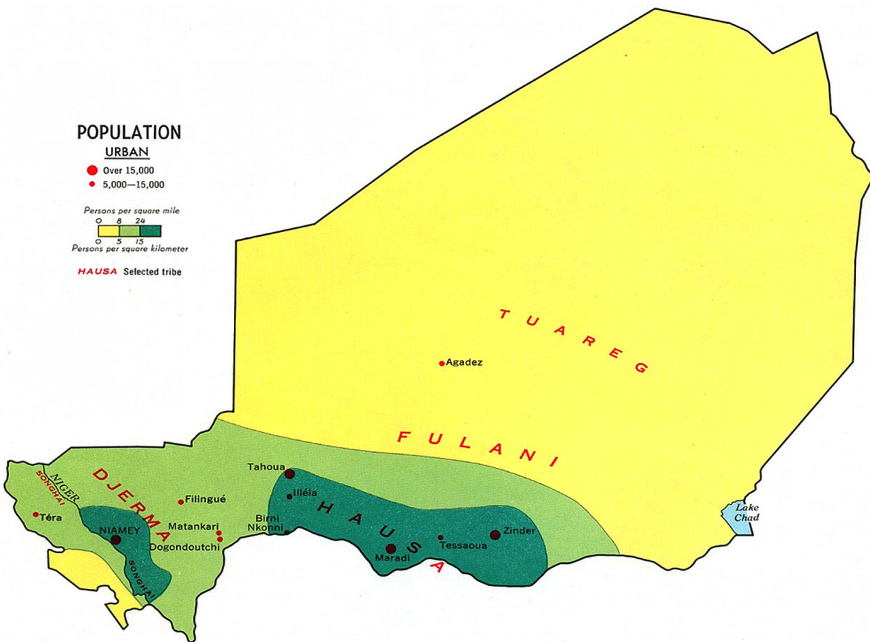 POPULATION
URBAN
Over 15,000
5,000—15,000
Persons per square mile
0 8 24
0 5 15
Persons per square kilometer
HAUSA Selected tribe
TUAREG
Agadez
FULANI
Tahoua
Illéla
DJERMA
NIGER
SONGHAI
Filingué
Téra
Matankari
Birni
Nkonni
HAUSA
NIAMEY
Dogondoutchi
Maradi
Tessaoua
Zinder
Lake
Chad
SONGHAI